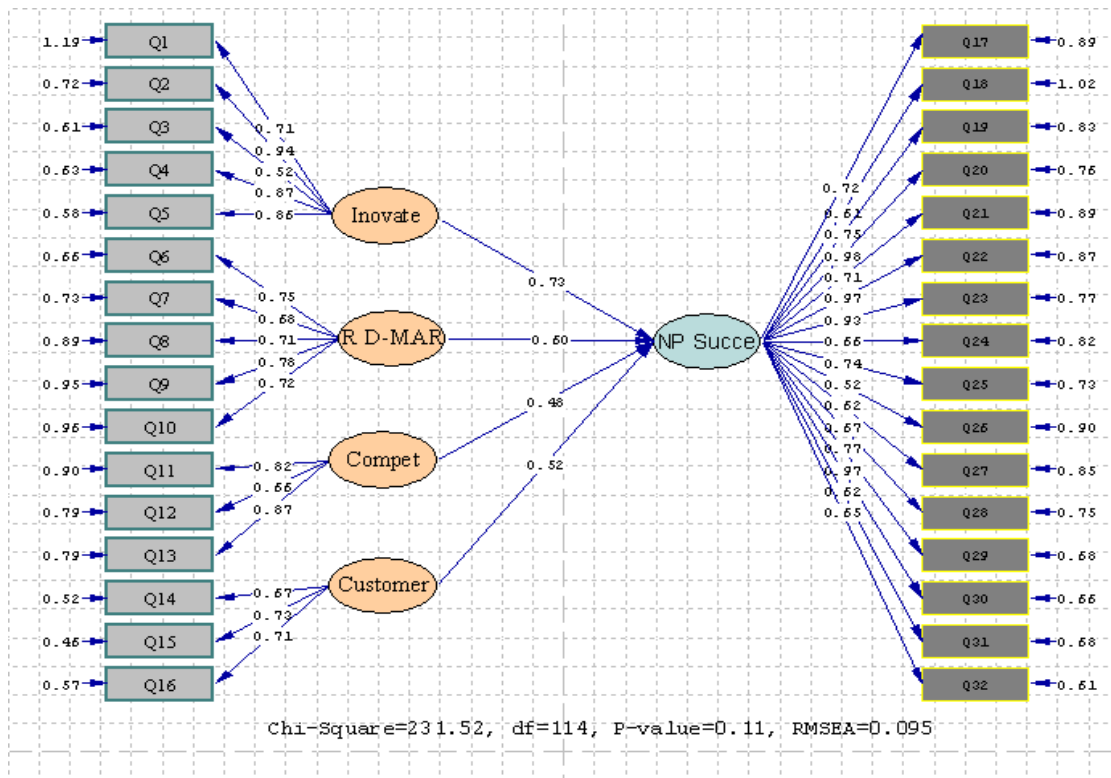 1.19 Q1
0.72 Q2
0.61 Q3
0.63 Q4
0.58 Q5
0.66 Q6
0.73 Q7
0.89 Q8
0.95 Q9
0.96 Q10
0.90 Q11
0.79 Q12
0.79 Q13
0.52 Q14
0.46 Q15
0.57 Q16
0.71
0.94
0.52
0.87
0.86
Inovate
0.75
0.68
0.71
0.78
0.72
R D-MAR
0.82
0.66
0.87
Compet
0.67
0.73
0.71
Customer
0.73
0.60
0.48
0.52
NP Succe
0.72
0.61
0.75
0.98
0.71
0.97
0.93
0.66
0.74
0.52
0.62
0.67
0.77
0.97
0.62
0.65
Q17 0.89
Q18 1.02
Q19 0.83
Q20 0.76
Q21 0.89
Q22 0.87
Q23 0.77
Q24 0.82
Q25 0.73
Q26 0.90
Q27 0.85
Q28 0.75
Q29 0.68
Q30 0.66
Q31 0.68
Q32 0.61
Chi-Square=231.52, df=114, P-value=0.11, RMSEA=0.095